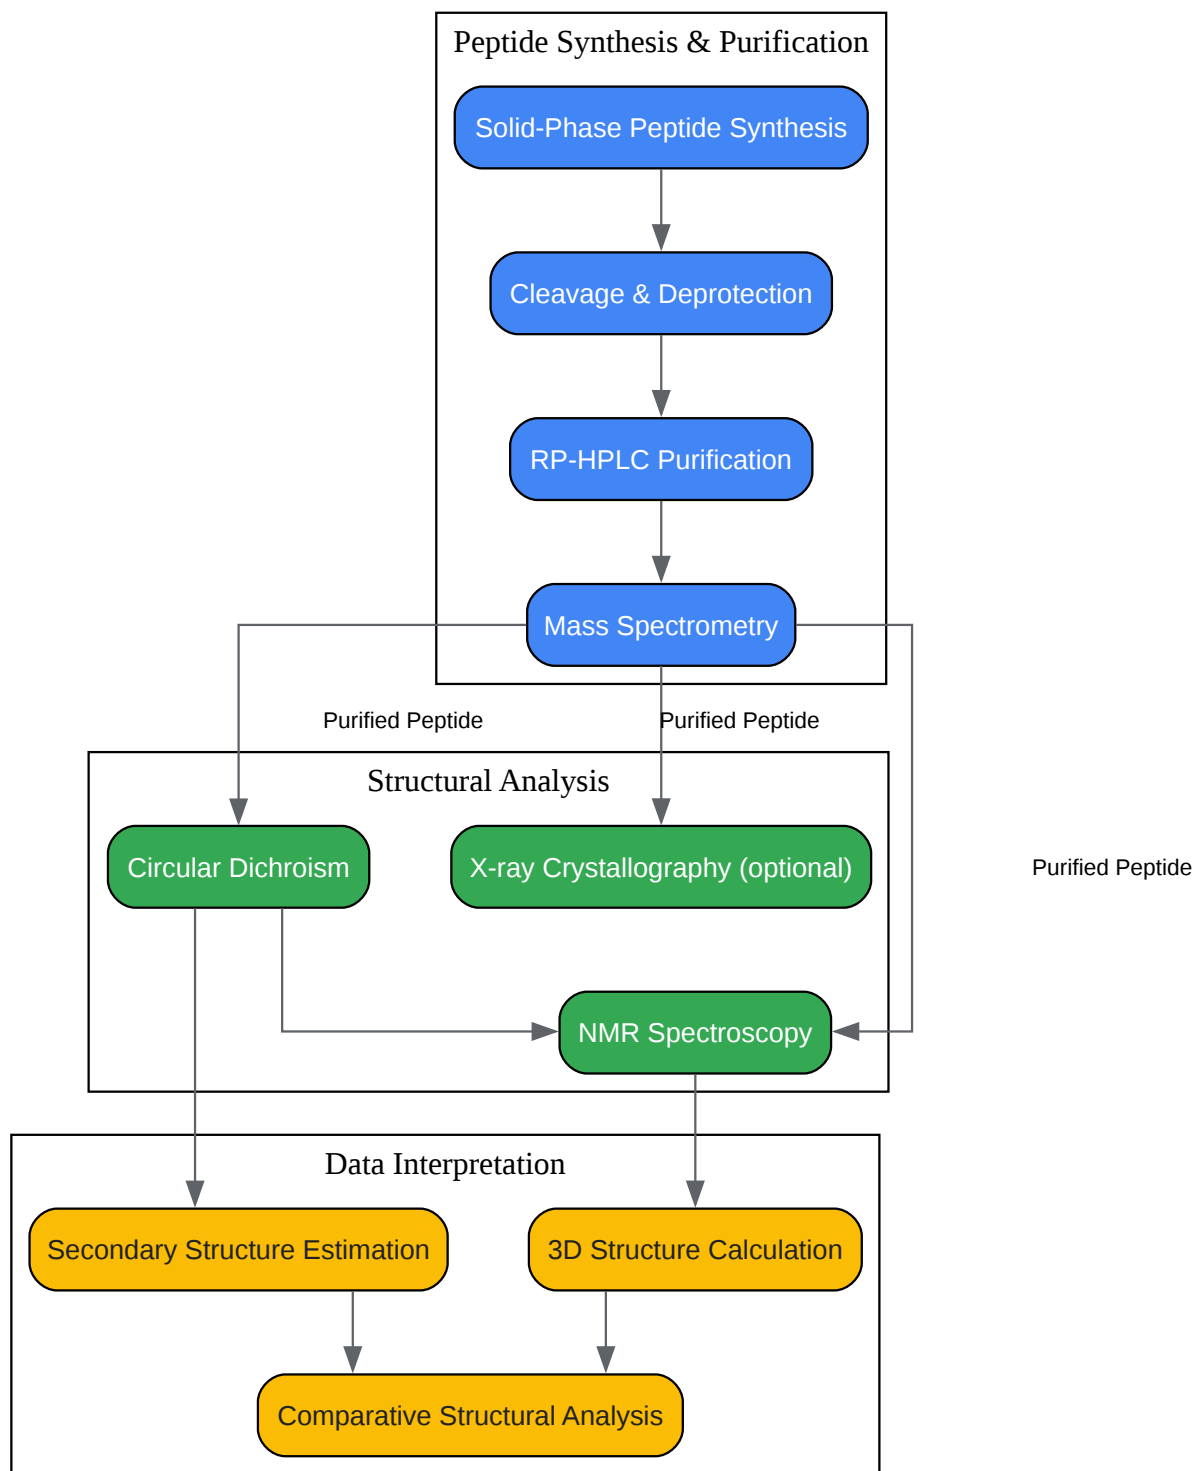 Peptide Synthesis & Purification
Solid-Phase Peptide Synthesis
Cleavage & Deprotection
RP-HPLC Purification
Mass Spectrometry
Purified Peptide
Purified Peptide
Structural Analysis
Circular Dichroism
X-ray Crystallography (optional)
Purified Peptide
NMR Spectroscopy
Data Interpretation
Secondary Structure Estimation
3D Structure Calculation
Comparative Structural Analysis